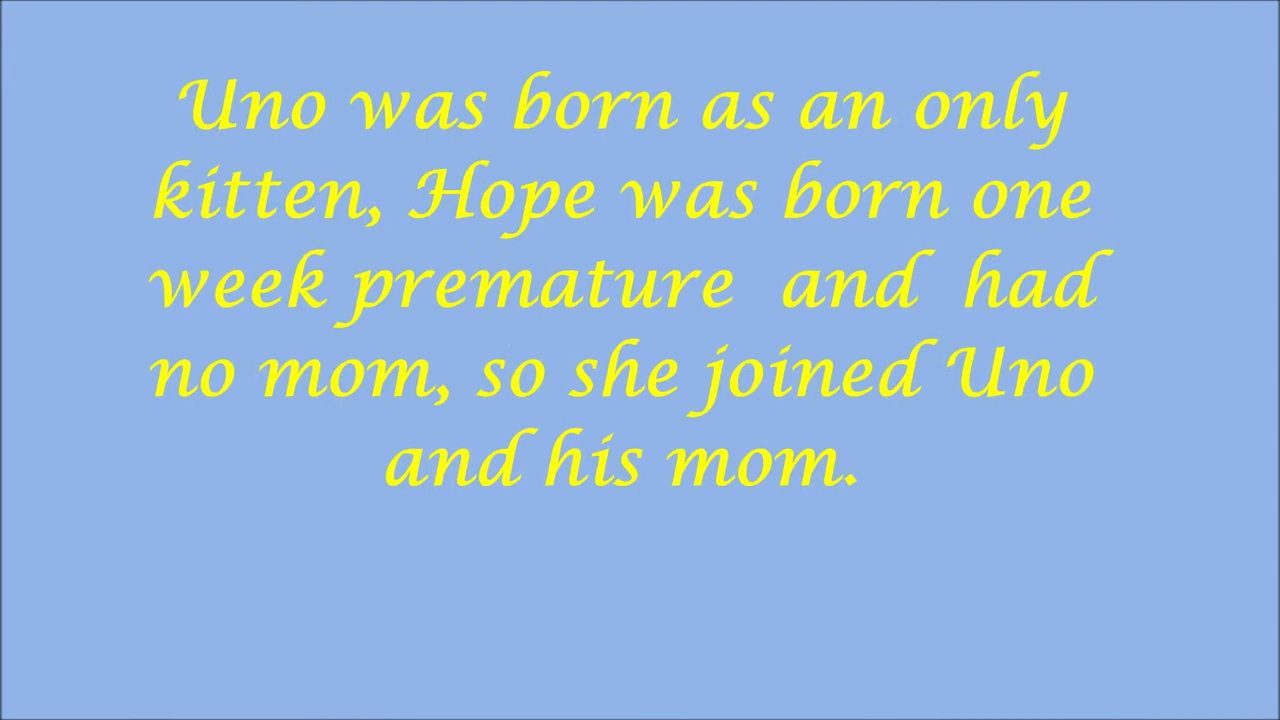 Uno was born as an only
kitten, Hope was born one
week premature  and  had
no mom, so she joined Uno
and his mom.